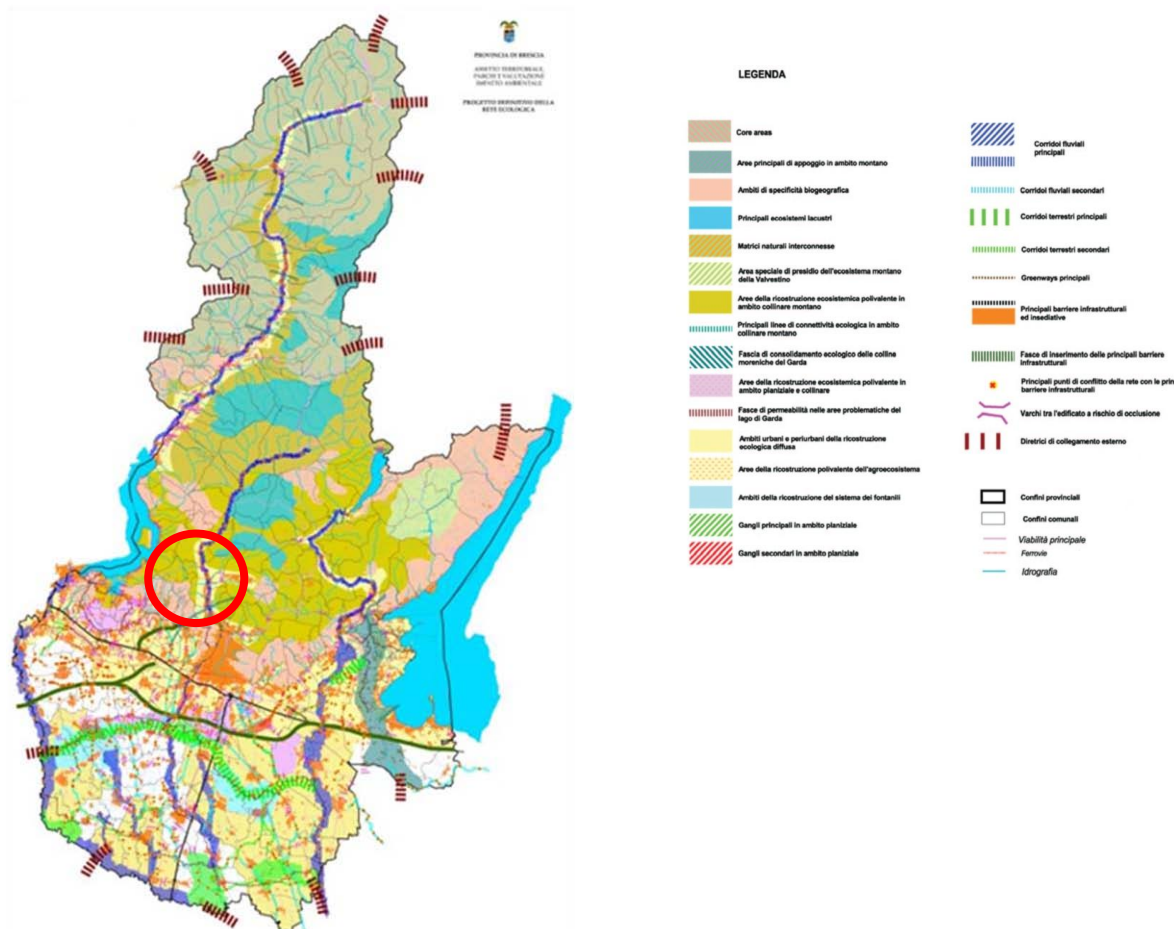 PROVINCIA DI BRESCIA
ASSETTO TERRITORIALE,
PARCHI E VALUTAZIONE
IMPATTO AMBIENTALE
PROGETTO DEFINITIVO DELLA
RETE ECOLOGICA
LEGENDA
Core areas
Aree principali di appoggio in ambito montano
Ambiti di specificità biogeografica
Principali ecosistemi lacustri
Matrici naturali interconnesse
Area speciale di presidio dell'ecosistema montano
della Valvestino
Aree della ricostruzione ecosistemica polivalente in
ambito collinare montano
Principali linee di connettività ecologica in ambito
collinare montano
Fascia di consolidamento ecologico delle colline
moreniche del Garda
Aree della ricostruzione ecosistemica polivalente in
ambito planiziale e collinare
Fasce di permeabilità nelle aree problematiche del
lago di Garda
Ambiti urbani e periurbani della ricostruzione
ecologica diffusa
Aree della ricostruzione polivalente dell'agroecosistema
Ambiti della ricostruzione del sistema dei fontanili
Gangli principali in ambito planiziale
Gangli secondari in ambito planiziale
Corridoi fluviali
principali
Corridoi fluviali secondari
Corridoi terrestri principali
Corridoi terrestri secondari
Greenways principali
Principali barriere infrastrutturali
ed insediative
Fasce di inserimento delle principali barriere
infrastrutturali
Principali punti di conflitto della rete con le prin
barriere infrastrutturali
Varchi tra l'edificato a rischio di occlusione
Direttrici di collegamento esterno
Confini provinciali
Confini comunali
Viabilità principale
Ferrovie
Idrografia